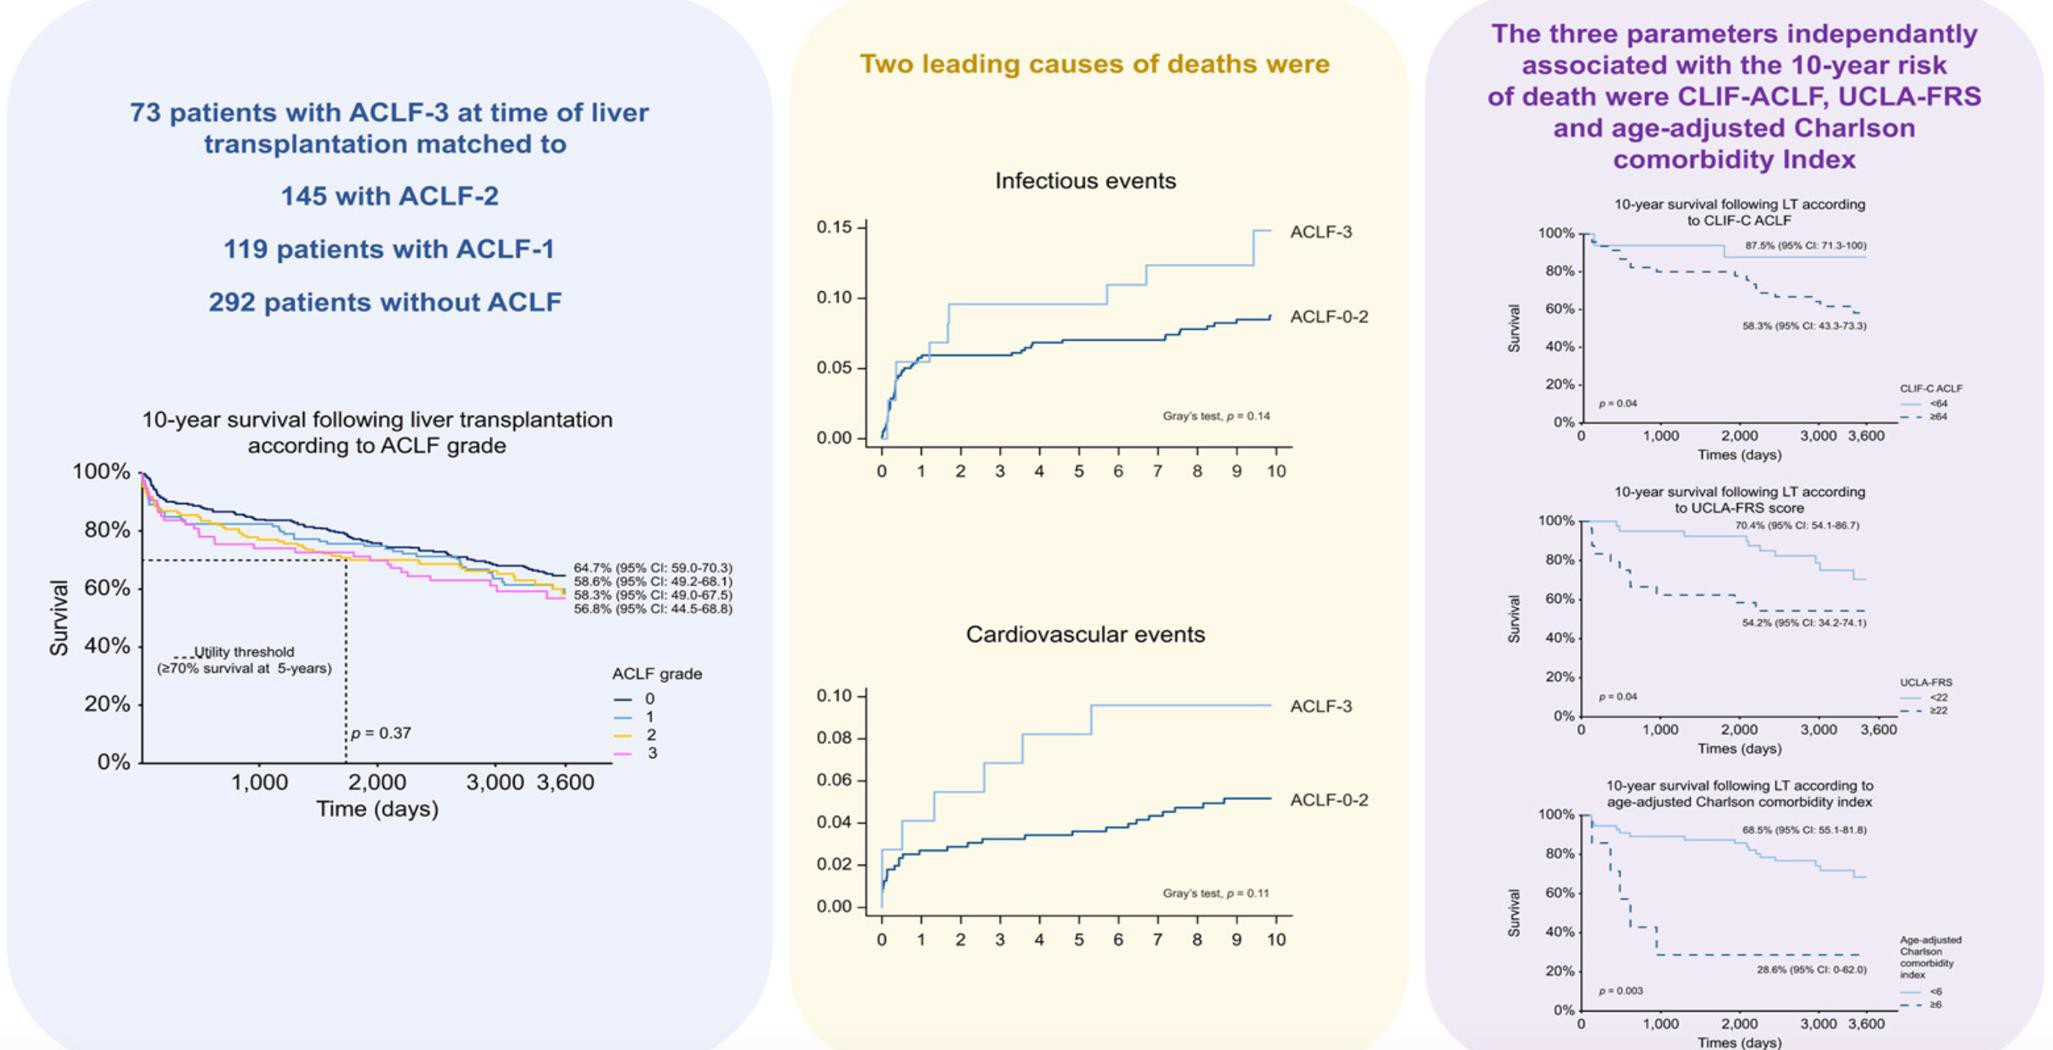 73 patients with ACLF-3 at time of liver
transplantation matched to
145 with ACLF-2
119 patients with ACLF-1
292 patients without ACLF
10-year survival following liver transplantation
according to ACLF grade
100%
80%
60%
40%
20%
0%
Survival
64.7% (95% CI: 59.0-70.3)
58.6% (95% CI: 49.2-68.1)
58.3% (95% CI: 49.0-67.5)
56.8% (95% CI: 44.5-68.8)
Utility threshold
(≥70% survival at 5-years)
p = 0.37
ACLF grade
0
1
2
3
1,000 2,000 3,000 3,600
Time (days)
Two leading causes of deaths were
Infectious events
0.15
0.10
0.05
0.00
ACLF-3
ACLF-0-2
Gray's test, p = 0.14
0 1 2 3 4 5 6 7 8 9 10
Cardiovascular events
0.10
0.08
0.06
0.04
0.02
0.00
ACLF-3
ACLF-0-2
Gray's test, p = 0.11
0 1 2 3 4 5 6 7 8 9 10
The three parameters independantly
associated with the 10-year risk
of death were CLIF-ACLF, UCLA-FRS
and age-adjusted Charlson
comorbidity Index
10-year survival following LT according
to CLIF-C ACLF
100%
80%
60%
40%
20%
0%
Survival
87.5% (95% CI: 71.3-100)
58.3% (95% CI: 43.3-73.3)
p = 0.04
CLIF-C ACLF
<64
≥64
0 1,000 2,000 3,000 3,600
Times (days)
10-year survival following LT according
to UCLA-FRS score
100%
80%
60%
40%
20%
0%
Survival
70.4% (95% CI: 54.1-86.7)
54.2% (95% CI: 34.2-74.1)
p = 0.04
UCLA-FRS
<22
≥22
0 1,000 2,000 3,000 3,600
Times (days)
10-year survival following LT according to
age-adjusted Charlson comorbidity index
100%
80%
60%
40%
20%
0%
Survival
68.5% (95% CI: 55.1-81.8)
28.6% (95% CI: 0-62.0)
p = 0.003
Age-adjusted
Charlson
comorbidity
index
<6
≥6
0 1,000 2,000 3,000 3,600
Times (days)